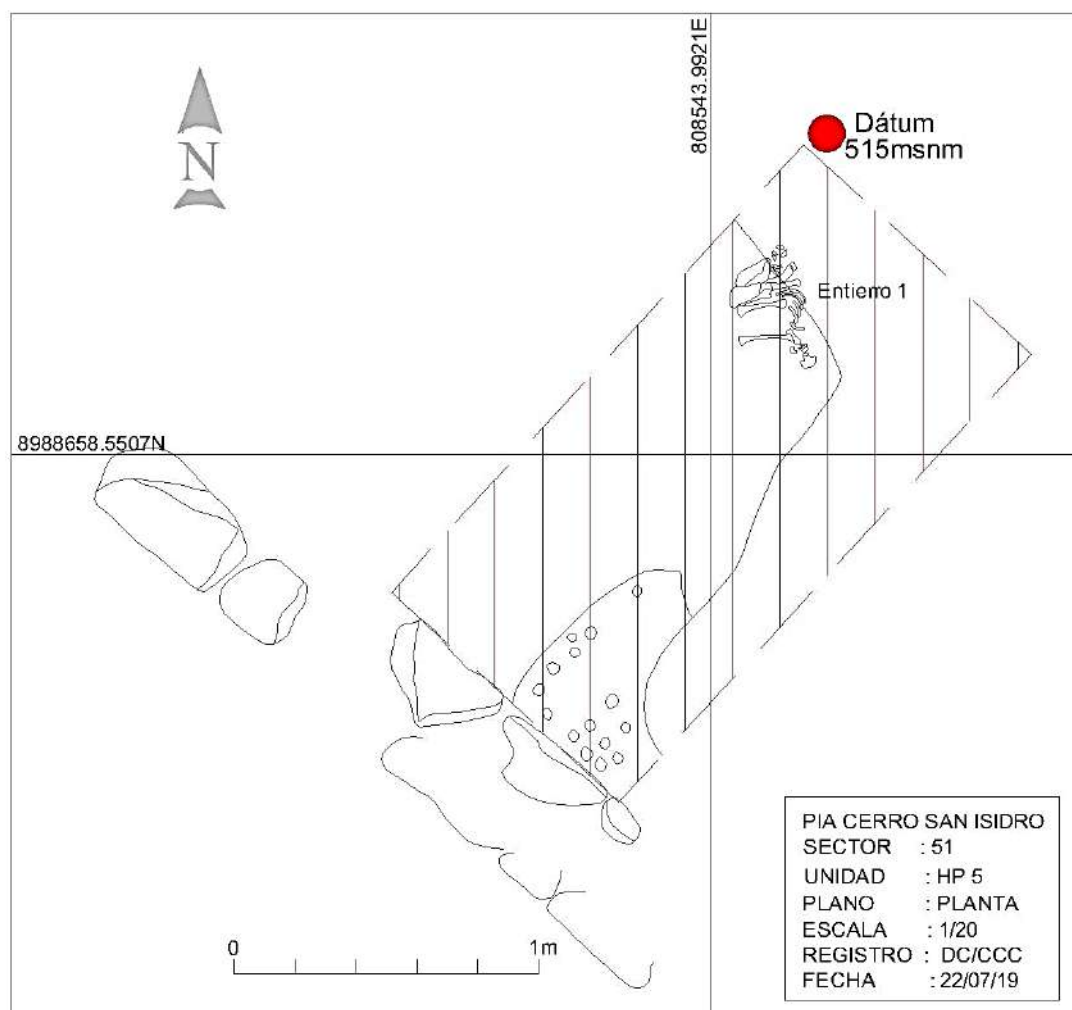 808543.9921E
N
Dátum
515msnm
Entierro 1
8988658.5507N
0 1m
PIA CERRO SAN ISIDRO
SECTOR : 51
UNIDAD : HP 5
PLANO : PLANTA
ESCALA : 1/20
REGISTRO : DC/CCC
FECHA : 22/07/19